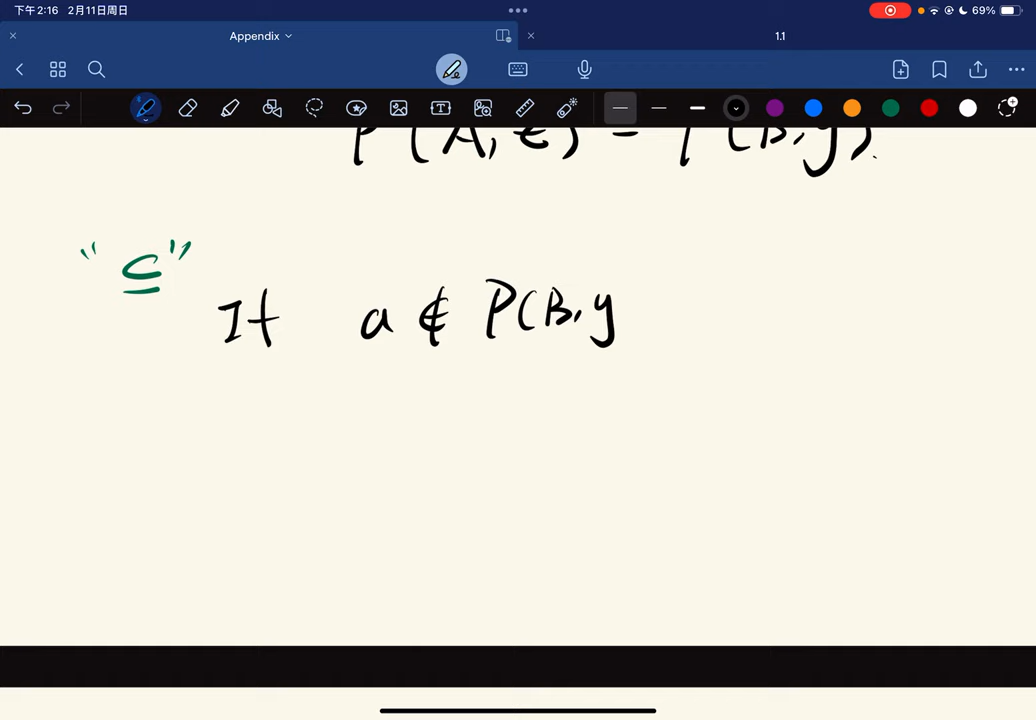 下午2:16 2月11日周日 69%
Appendix 1.1
P(A, z) = P(B, y).
"⊆"
If a ∉ P(B, y